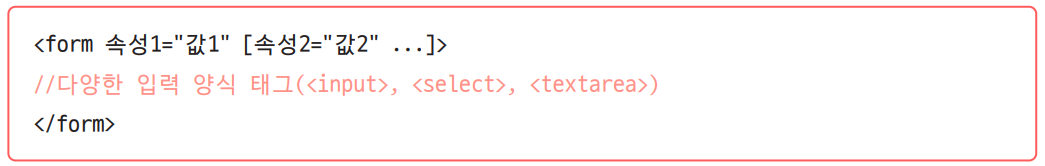 <form 속성1="값1" [속성2="값2" ...]>
//다양한 입력 양식 태그(<input>, <select>, <textarea>)
</form>